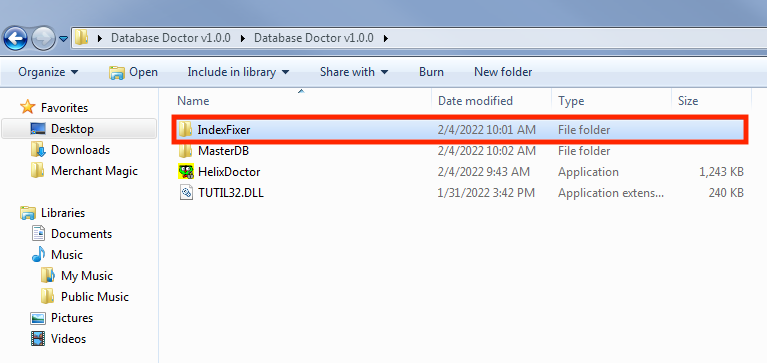 Database Doctor v1.0.0 Database Doctor v1.0.0
Organize Open Include in library Share with Burn New folder
Name Date modified Type Size
Favorites
Desktop
Downloads
Merchant Magic
Libraries
Documents
Music
My Music
Public Music
Pictures
Videos
IndexFixer 2/4/2022 10:01 AM File folder
MasterDB 2/4/2022 10:02 AM File folder
HelixDoctor 2/4/2022 9:43 AM Application 1,243 KB
TUTIL32.DLL 1/31/2022 3:42 PM Application extens... 240 KB